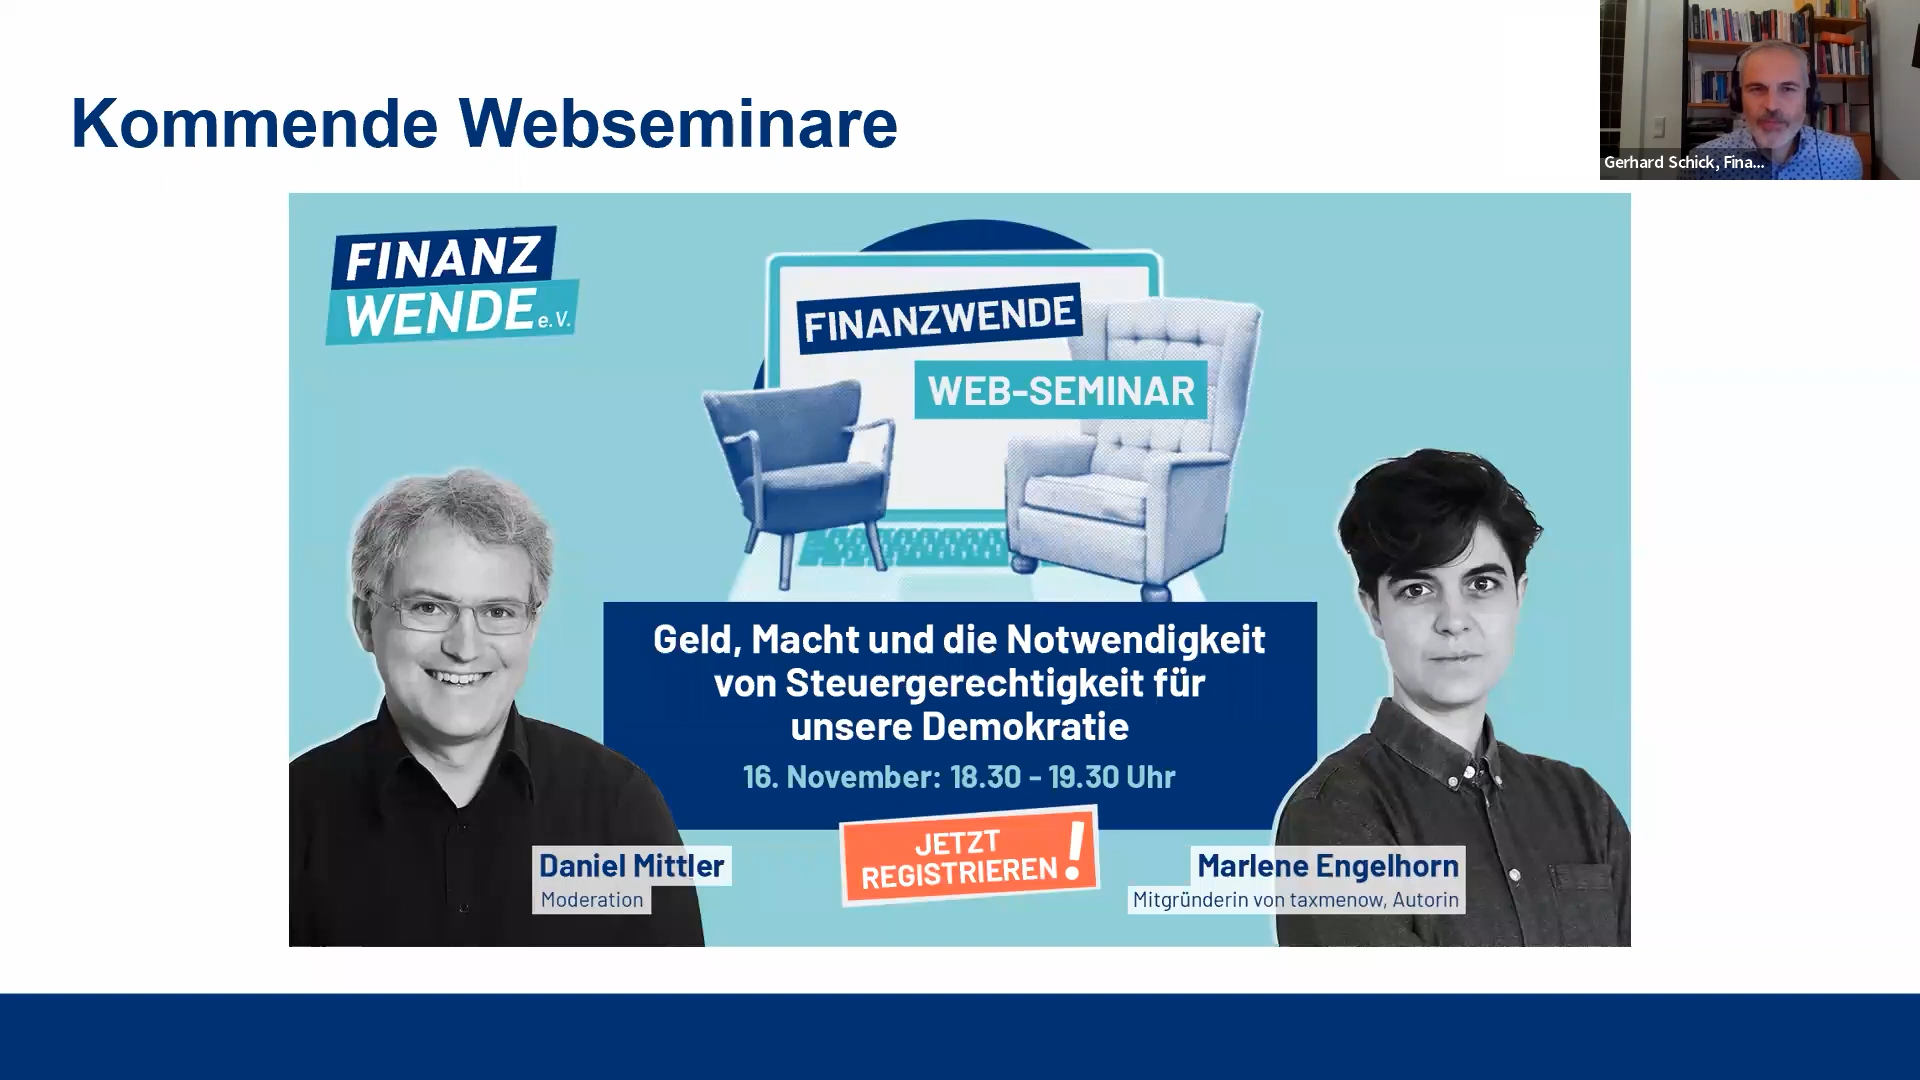 Kommende Webseminare
Gerhard Schick, Fina...
FINANZ
WENDE e.V.
FINANZWENDE
WEB-SEMINAR
Geld, Macht und die Notwendigkeit
von Steuergerechtigkeit für
unsere Demokratie
16. November: 18.30 - 19.30 Uhr
JETZT
REGISTRIEREN!
Daniel Mittler
Moderation
Marlene Engelhorn
Mitgründerin von taxmenow, Autorin